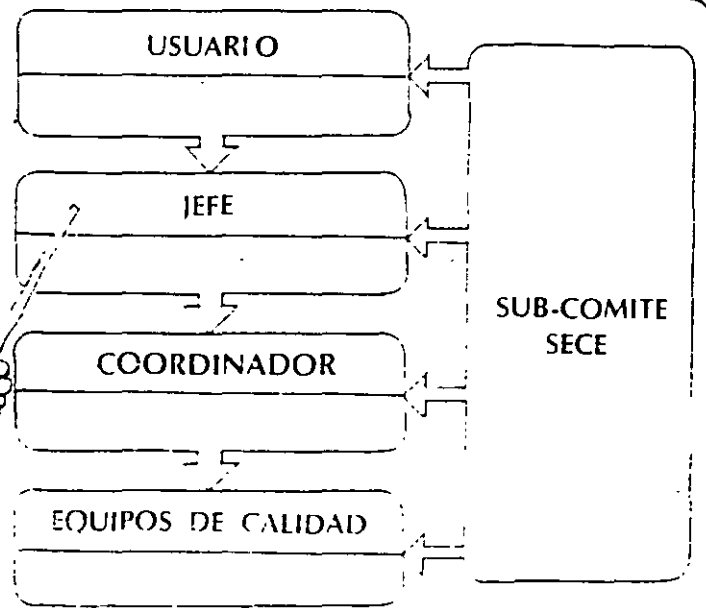 USUARIO
JEFE
COORDINADOR
EQUIPOS DE CALIDAD
SUB-COMITE
SECE